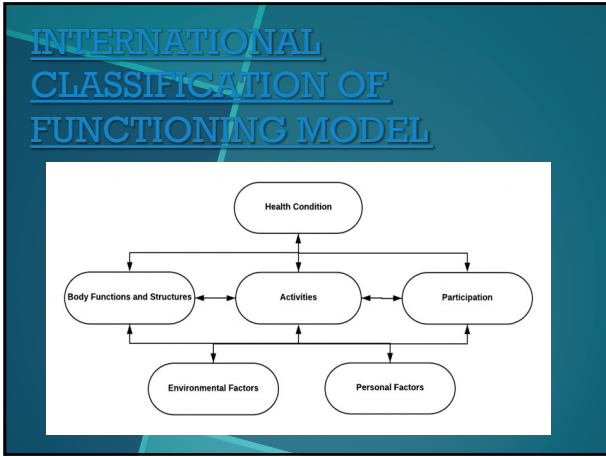 INTERNATIONAL
CLASSIFICATION OF
FUNCTIONING MODEL
Health Condition
Body Functions and Structures
Activities
Participation
Environmental Factors
Personal Factors